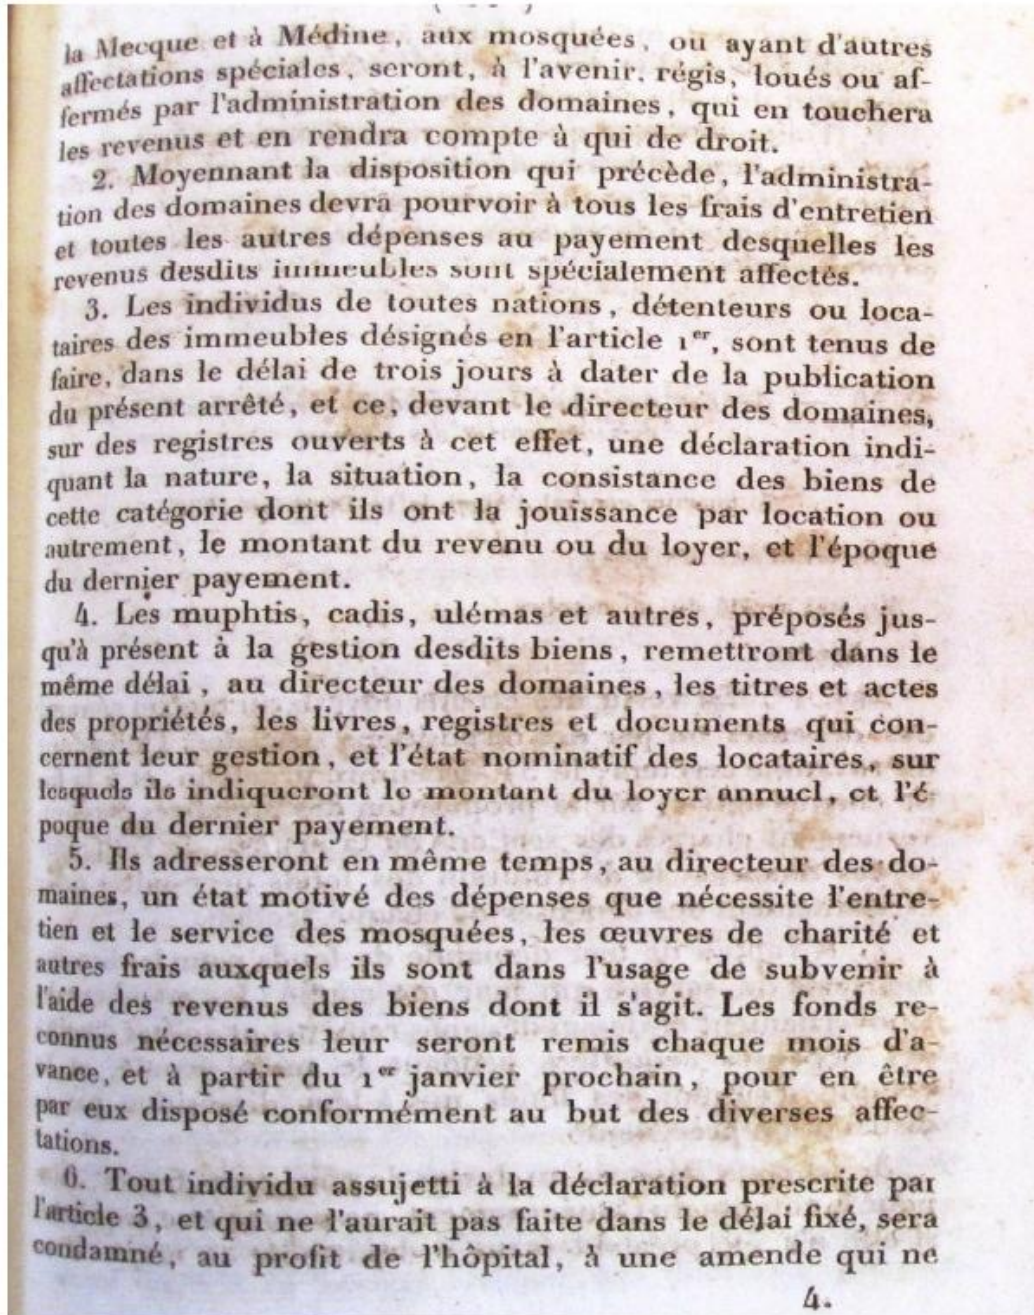 la Mecque et à Médine, aux mosquées, ou ayant d'autres
affectations spéciales, seront, à l'avenir, régis, loués ou af-
fermés par l'administration des domaines, qui en touchera
les revenus et en rendra compte à qui de droit.
2. Moyennant la disposition qui précède, l'administra-
tion des domaines devra pourvoir à tous les frais d'entretien
et toutes les autres dépenses au payement desquelles les
revenus desdits immeubles sont spécialement affectés.
3. Les individus de toutes nations, détenteurs ou loca-
taires des immeubles désignés en l'article 1er, sont tenus de
faire, dans le délai de trois jours à dater de la publication
du présent arrêté, et ce, devant le directeur des domaines,
sur des registres ouverts à cet effet, une déclaration indi-
quant la nature, la situation, la consistance des biens de
cette catégorie dont ils ont la jouissance par location ou
autrement, le montant du revenu ou du loyer, et l'époque
du dernier payement.
4. Les muphtis, cadis, ulémas et autres, préposés jus-
qu'à présent à la gestion desdits biens, remettront dans le
même délai, au directeur des domaines, les titres et actes
des propriétés, les livres, registres et documents qui con-
cernent leur gestion, et l'état nominatif des locataires, sur
lesquels ils indiqueront le montant du loyer annuel, et l'é-
poque du dernier payement.
5. Ils adresseront en même temps, au directeur des do-
maines, un état motivé des dépenses que nécessite l'entre-
tien et le service des mosquées, les œuvres de charité et
autres frais auxquels ils sont dans l'usage de subvenir à
l'aide des revenus des biens dont il s'agit. Les fonds re-
connus nécessaires leur seront remis chaque mois d'a-
vance, et à partir du 1er janvier prochain, pour en être
par eux disposé conformément au but des diverses affec-
tations.
6. Tout individu assujetti à la déclaration prescrite par
l'article 3, et qui ne l'aurait pas faite dans le délai fixé, sera
condamné, au profit de l'hôpital, à une amende qui ne
4.